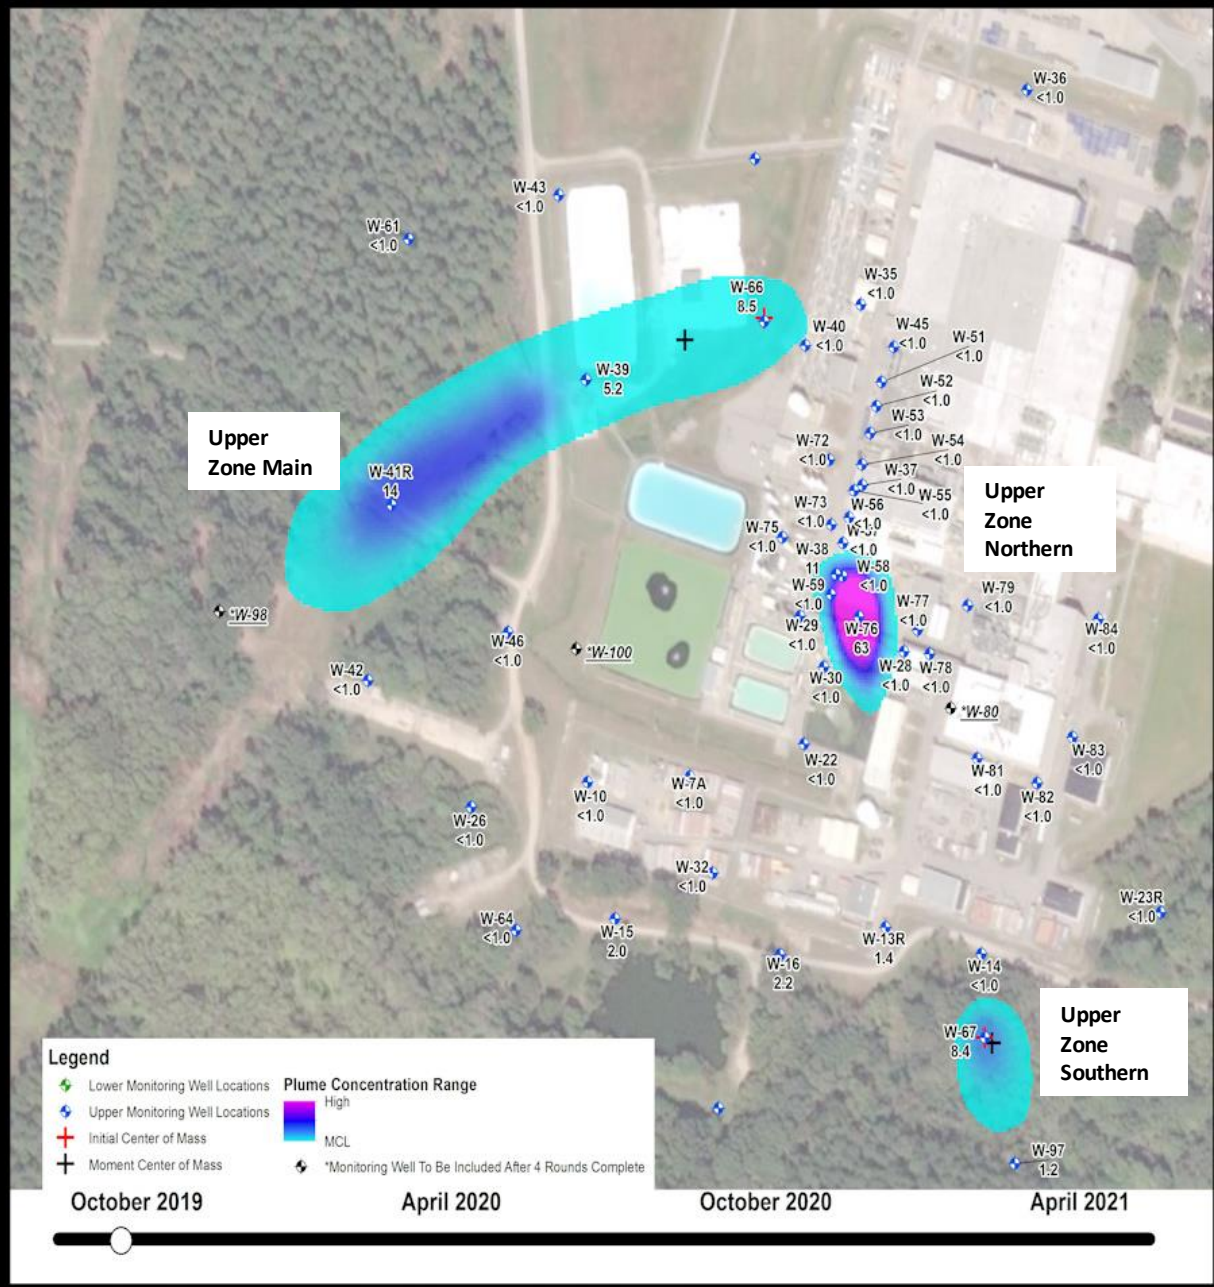 W-36
<1.0
W-43
<1.0
W-61
<1.0
W-66
8.5
W-35
<1.0
W-40
<1.0
W-45
<1.0
W-51
<1.0
W-39
5.2
W-52
<1.0
W-53
<1.0
Upper
Zone Main
W-72
<1.0
W-54
<1.0
W-41R
14
W-37
<1.0
Upper
Zone
Northern
W-55
<1.0
W-73
<1.0
W-56
<1.0
W-75
<1.0
W-57
<1.0
W-38
11
W-58
<1.0
W-59
<1.0
W-79
<1.0
W-77
<1.0
*W-98
W-29
<1.0
W-76
63
W-84
<1.0
W-46
<1.0
*W-100
W-42
<1.0
W-30
<1.0
W-28
<1.0
W-78
<1.0
*W-80
W-22
<1.0
W-83
<1.0
W-81
<1.0
W-7A
<1.0
W-10
<1.0
W-82
<1.0
W-26
<1.0
W-32
<1.0
W-23R
<1.0
W-64
<1.0
W-15
2.0
W-13R
1.4
W-16
2.2
W-14
<1.0
Upper
Zone
Southern
W-67
8.4
Legend
Lower Monitoring Well Locations
Upper Monitoring Well Locations
Initial Center of Mass
Moment Center of Mass
Plume Concentration Range
High
MCL
*Monitoring Well To Be Included After 4 Rounds Complete
W-97
1.2
October 2019 April 2020 October 2020 April 2021